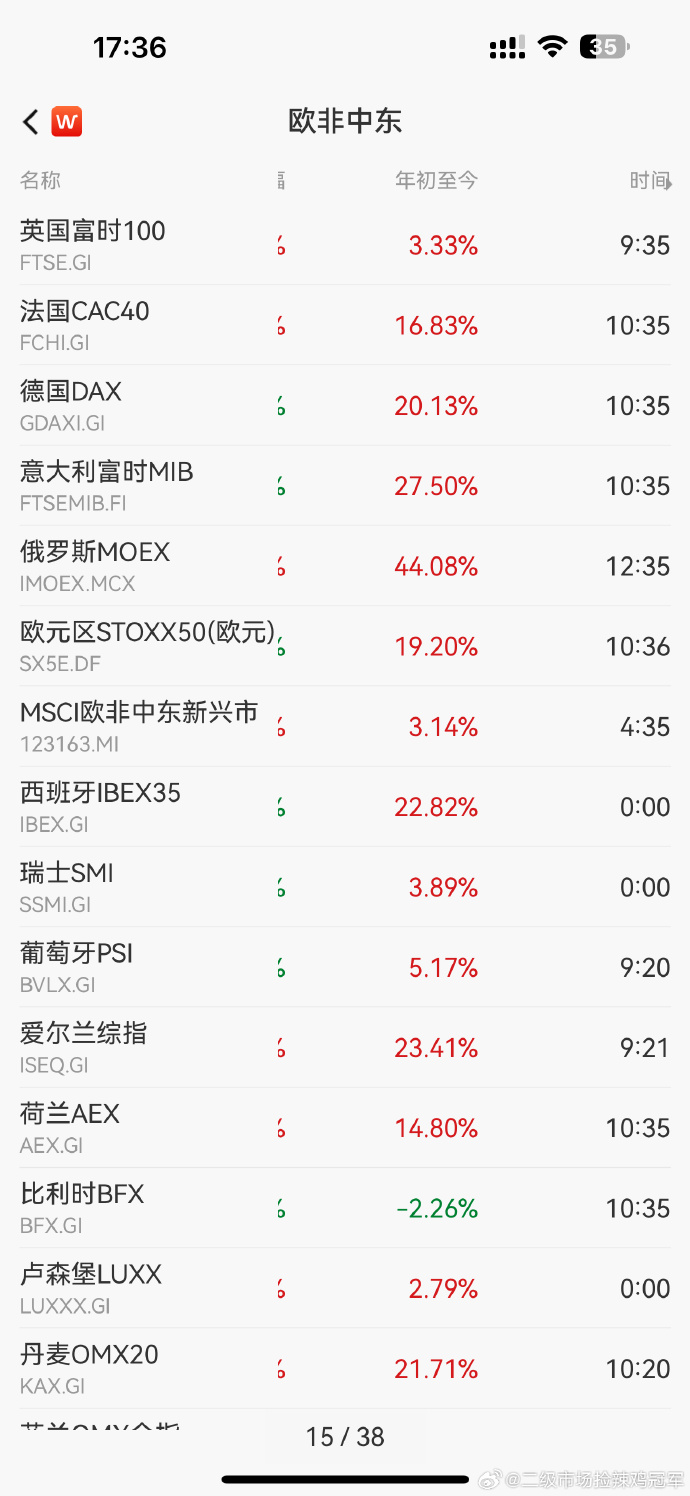 17:36
35
W
欧非中东
名称 幅 年初至今 时间
英国富时100
FTSE.GI
% 3.33% 9:35
法国CAC40
FCHI.GI
% 16.83% 10:35
德国DAX
GDAXI.GI
% 20.13% 10:35
意大利富时MIB
FTSEMIB.FI
% 27.50% 10:35
俄罗斯MOEX
IMOEX.MCX
% 44.08% 12:35
欧元区STOXX50(欧元)
SX5E.DF
% 19.20% 10:36
MSCI欧非中东新兴市
123163.MI
% 3.14% 4:35
西班牙IBEX35
IBEX.GI
% 22.82% 0:00
瑞士SMI
SSMI.GI
% 3.89% 0:00
葡萄牙PSI
BVLX.GI
% 5.17% 9:20
爱尔兰综指
ISEQ.GI
% 23.41% 9:21
荷兰AEX
AEX.GI
% 14.80% 10:35
比利时BFX
BFX.GI
% -2.26% 10:35
卢森堡LUXX
LUXXX.GI
% 2.79% 0:00
丹麦OMX20
KAX.GI
% 21.71% 10:20
15 / 38
@二级市场捡辣鸡冠军